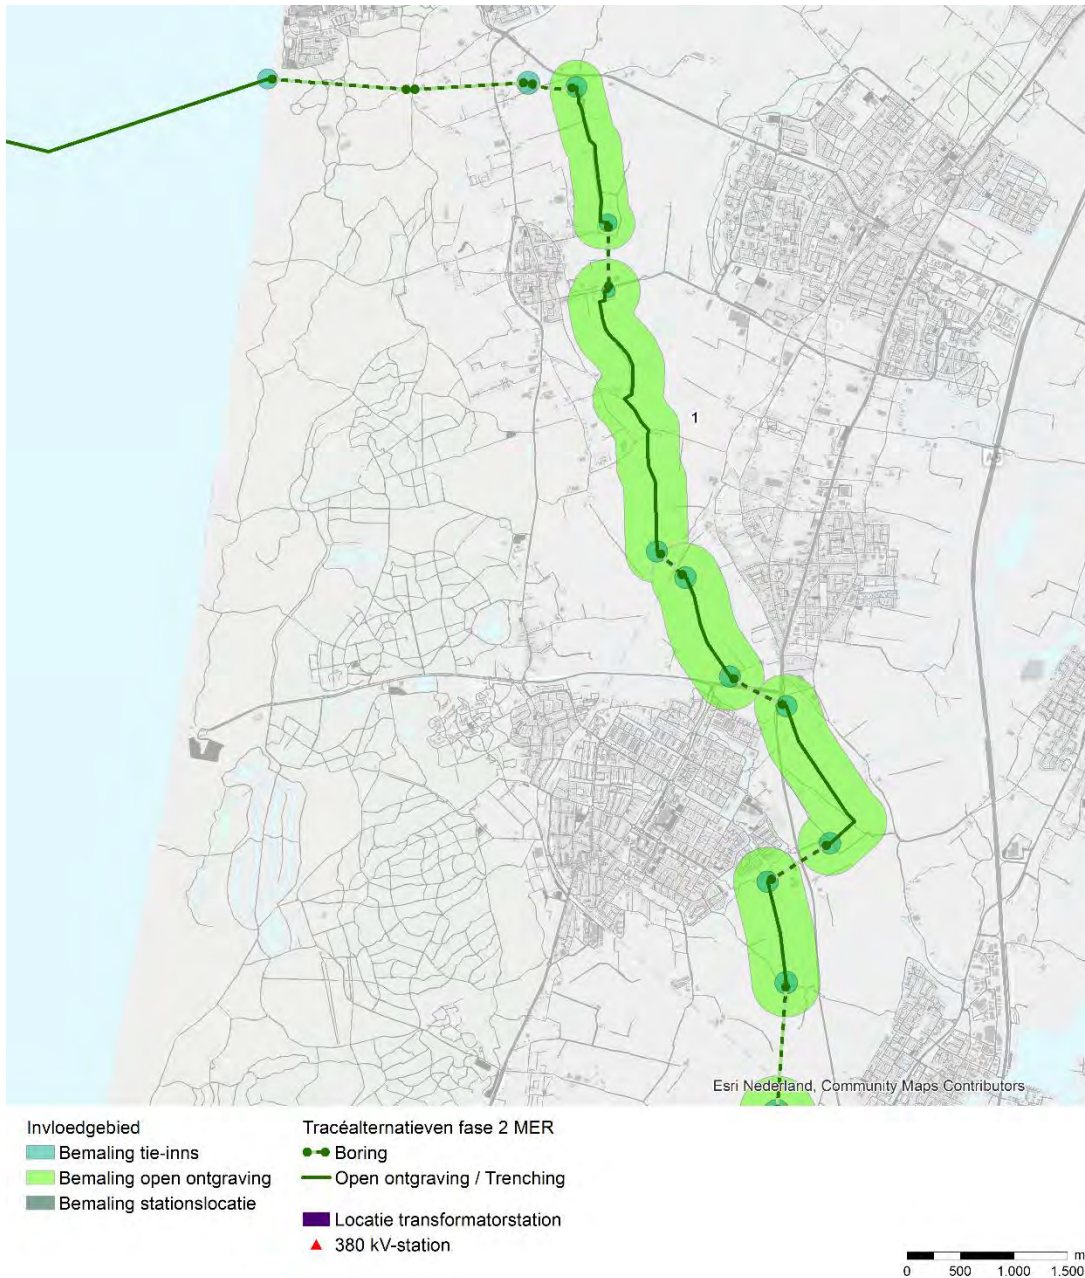 1
Esri Nederland, Community Maps Contributors
Invloedgebied
Bemaling tie-inns
Bemaling open ontgraving
Bemaling stationslocatie
Tracéalternatieven fase 2 MER
Boring
Open ontgraving / Trenching
Locatie transformatorstation
380 kV-station
m
0 500 1.000 1.500